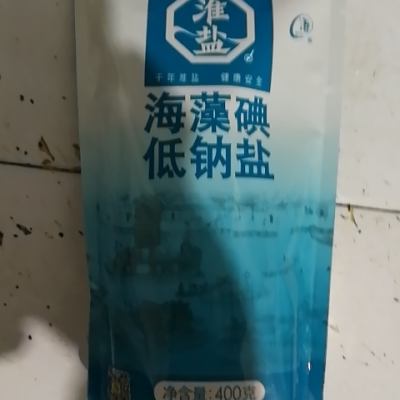 淮盐
千年淮盐 健康安全
海藻碘
低钠盐
净含量:400克